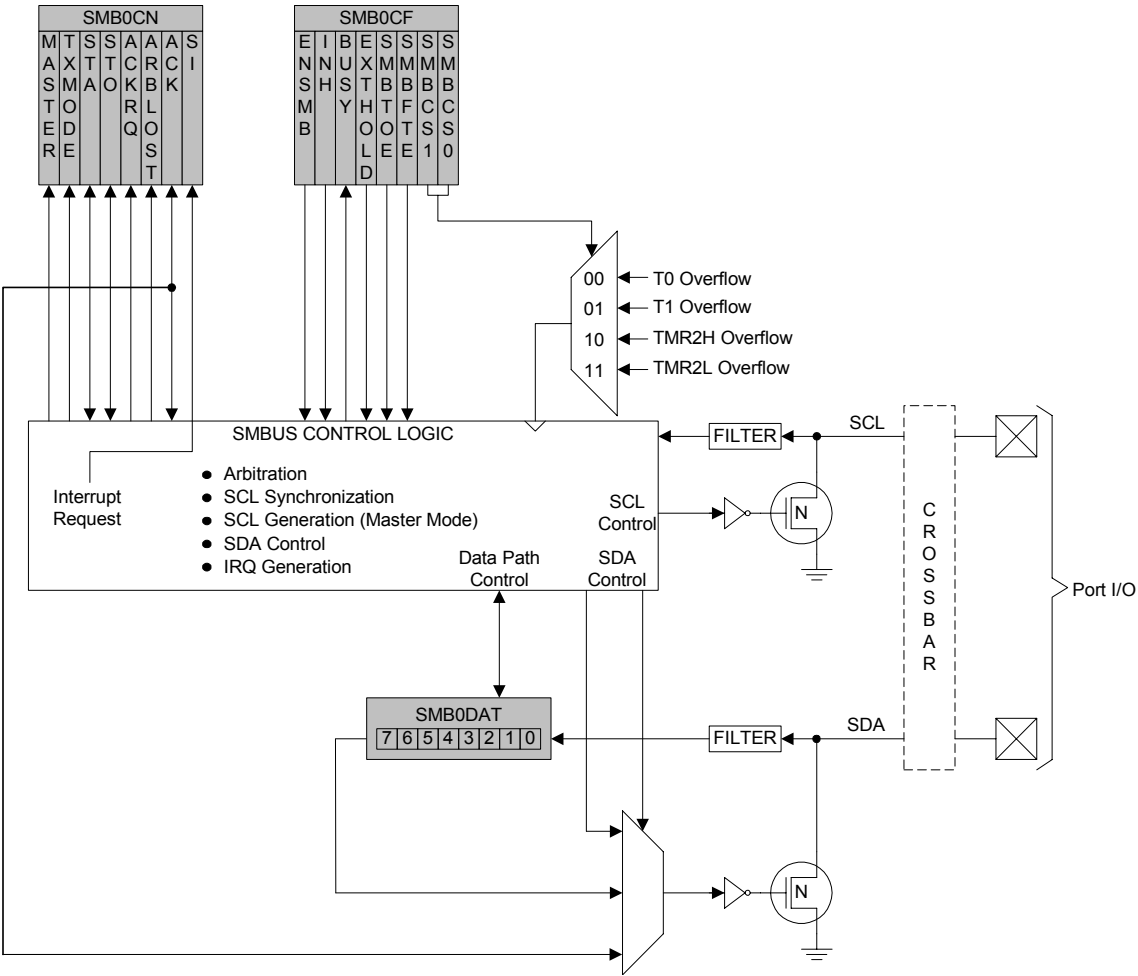 SMB0CN
MASTER
TXMODE
STA
STO
ACKRQ
ARBLOST
ACK
SI
SMB0CF
ENSMB
INH
BUSY
EXTHOLD
SMBTOE
SMBFTE
SMBCS1
SMBCS0
00
T0 Overflow
01
T1 Overflow
10
TMR2H Overflow
11
TMR2L Overflow
SMBUS CONTROL LOGIC
Interrupt
Request
● Arbitration
● SCL Synchronization
● SCL Generation (Master Mode)
● SDA Control
● IRQ Generation
SCL
Control
Data Path
Control
SDA
Control
FILTER
SCL
N
CROSSBAR
Port I/O
SMB0DAT
7 6 5 4 3 2 1 0
FILTER
SDA
N